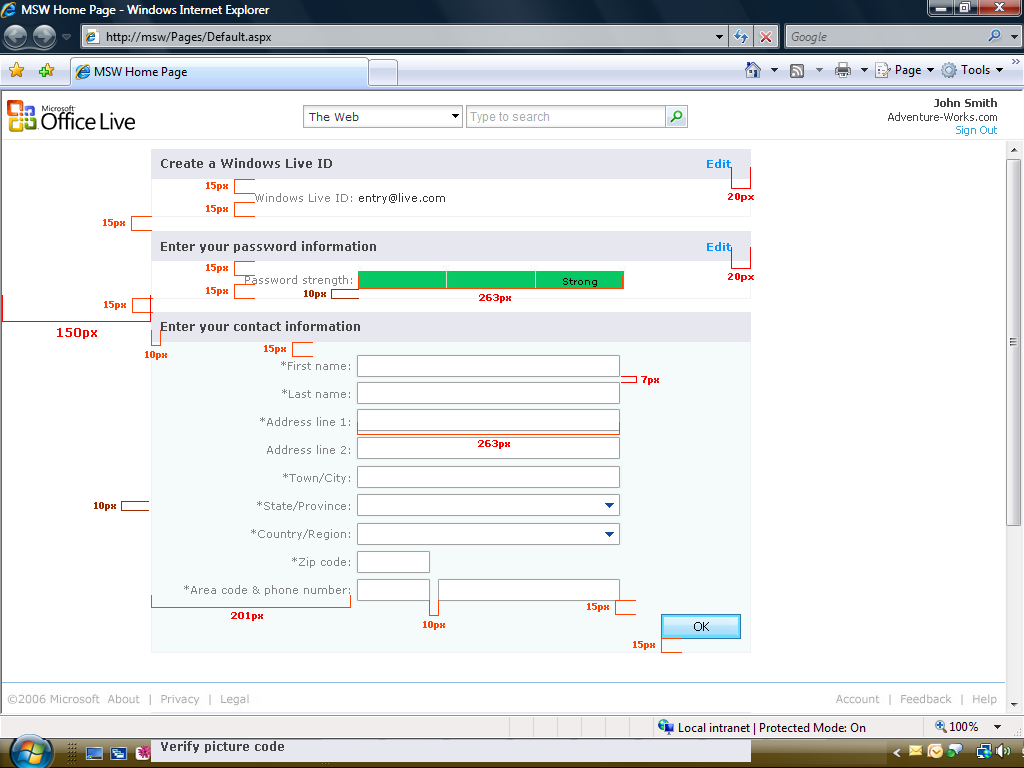 MSW Home Page - Windows Internet Explorer
http://msw/Pages/Default.aspx
Google
MSW Home Page
Page
Tools
Microsoft
Office Live
The Web
Type to search
John Smith
Adventure-Works.com
Sign Out
Create a Windows Live ID
Edit
15px
Windows Live ID: entry@live.com
20px
15px
15px
Enter your password information
Edit
15px
Password strength:
Strong
20px
15px
10px
263px
15px
150px
Enter your contact information
10px
15px
*First name:
7px
*Last name:
*Address line 1:
263px
Address line 2:
*Town/City:
10px
*State/Province:
*Country/Region:
*Zip code:
*Area code & phone number:
15px
201px
10px
OK
15px
©2006 Microsoft About | Privacy | Legal
Account | Feedback | Help
Local intranet | Protected Mode: On
100%
Verify picture code